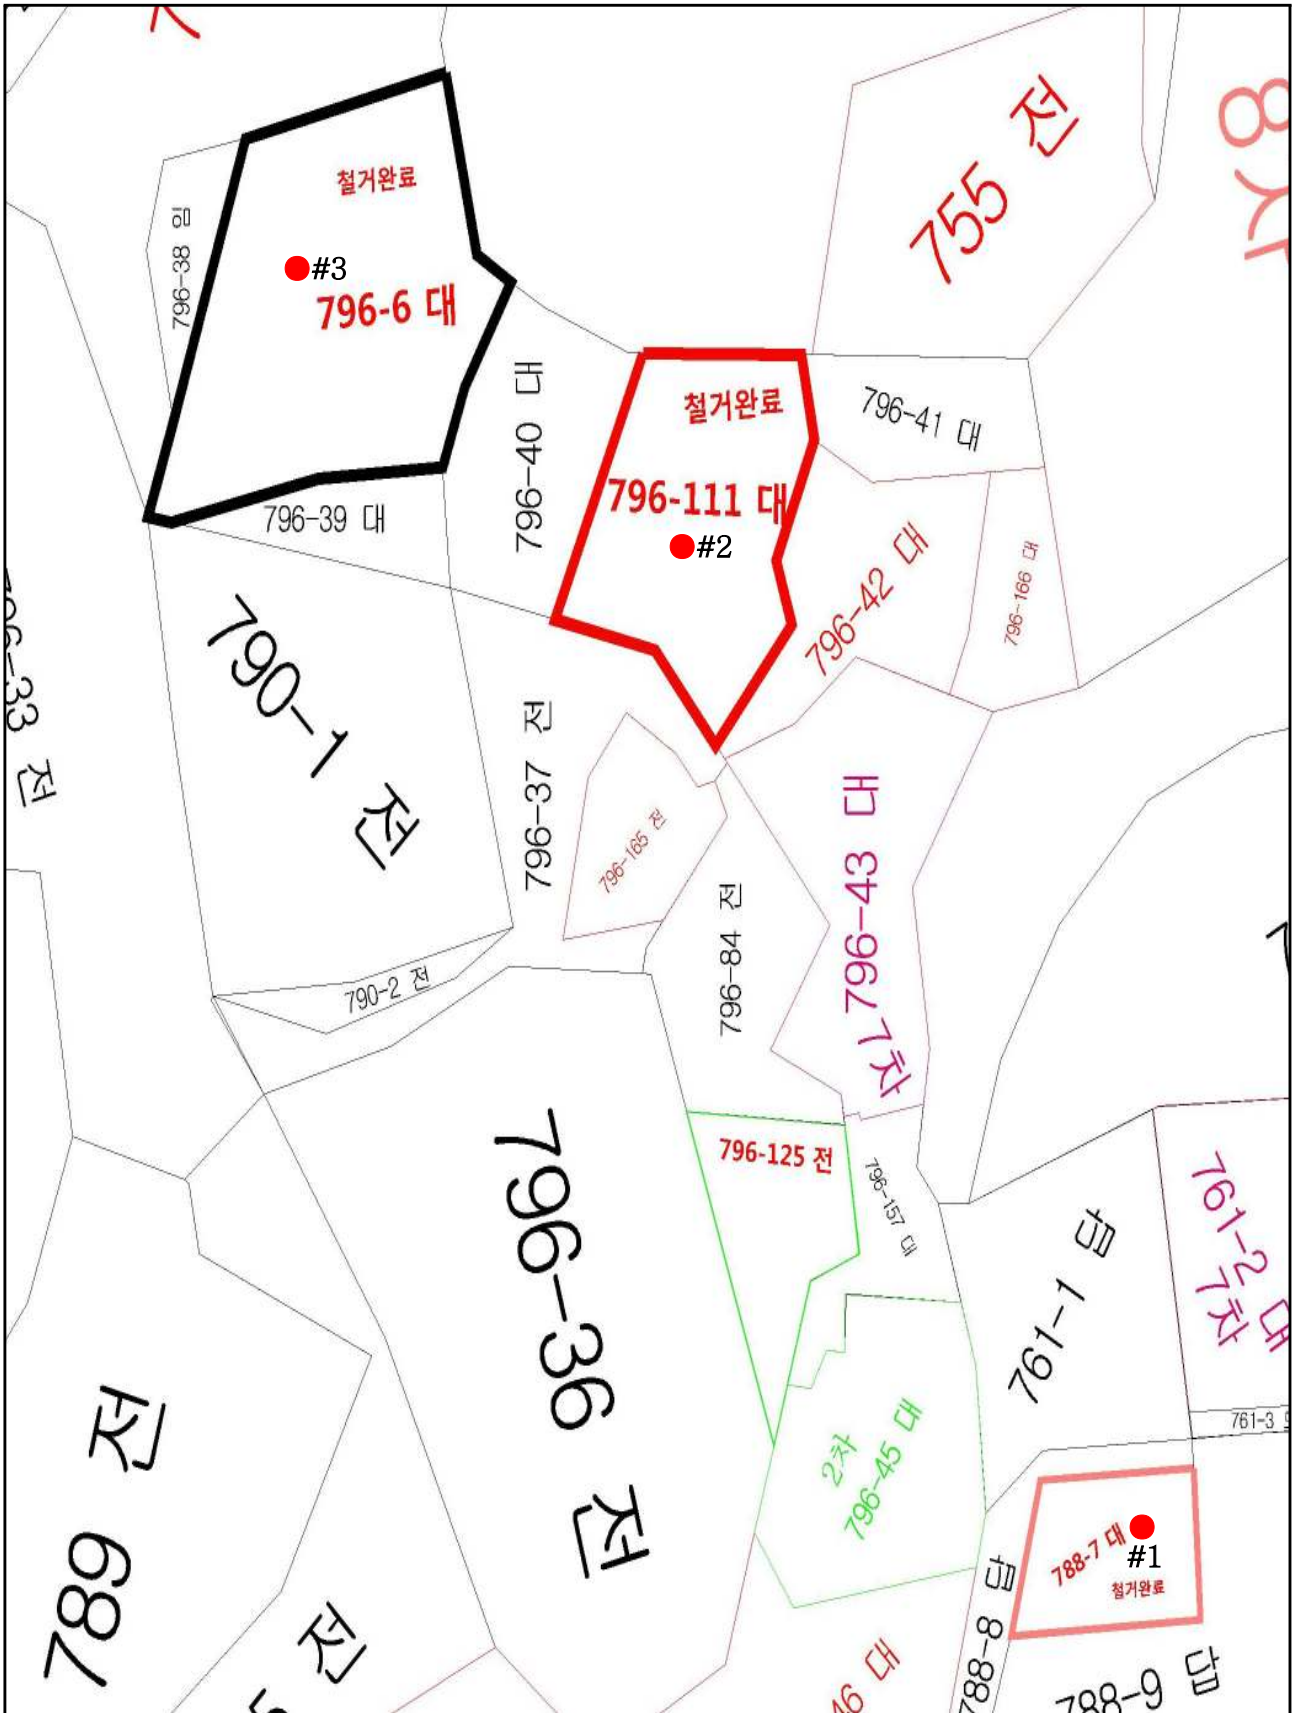 755 전
철거완료
796-38 임
#3
796-6 대
철거완료
796-40 대
796-41 대
796-111 대
#2
796-39 대
796-42 대
796-166 대
790-1 전
796-37 전
796-165 전
796-43 대
7차
796-84 전
790-2 전
796-36 전
796-125 전
796-157 대
761-1 답
761-2 대
7차
761-3
2차
796-45 대
789 전
788-7 대
#1
철거완료
788-8 답
788-9 답
46 대
전
-33 전